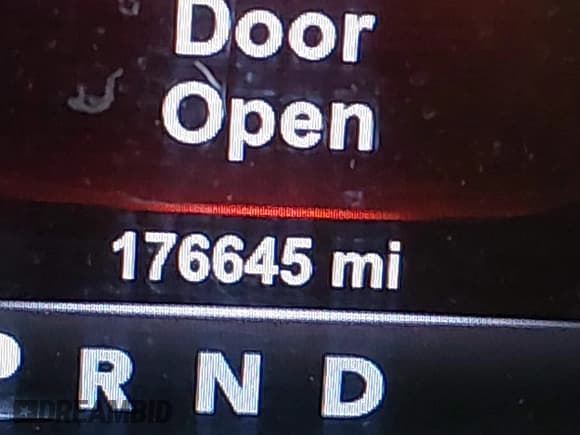 Door
Open
176645 mi
P R N D
DREAMBID